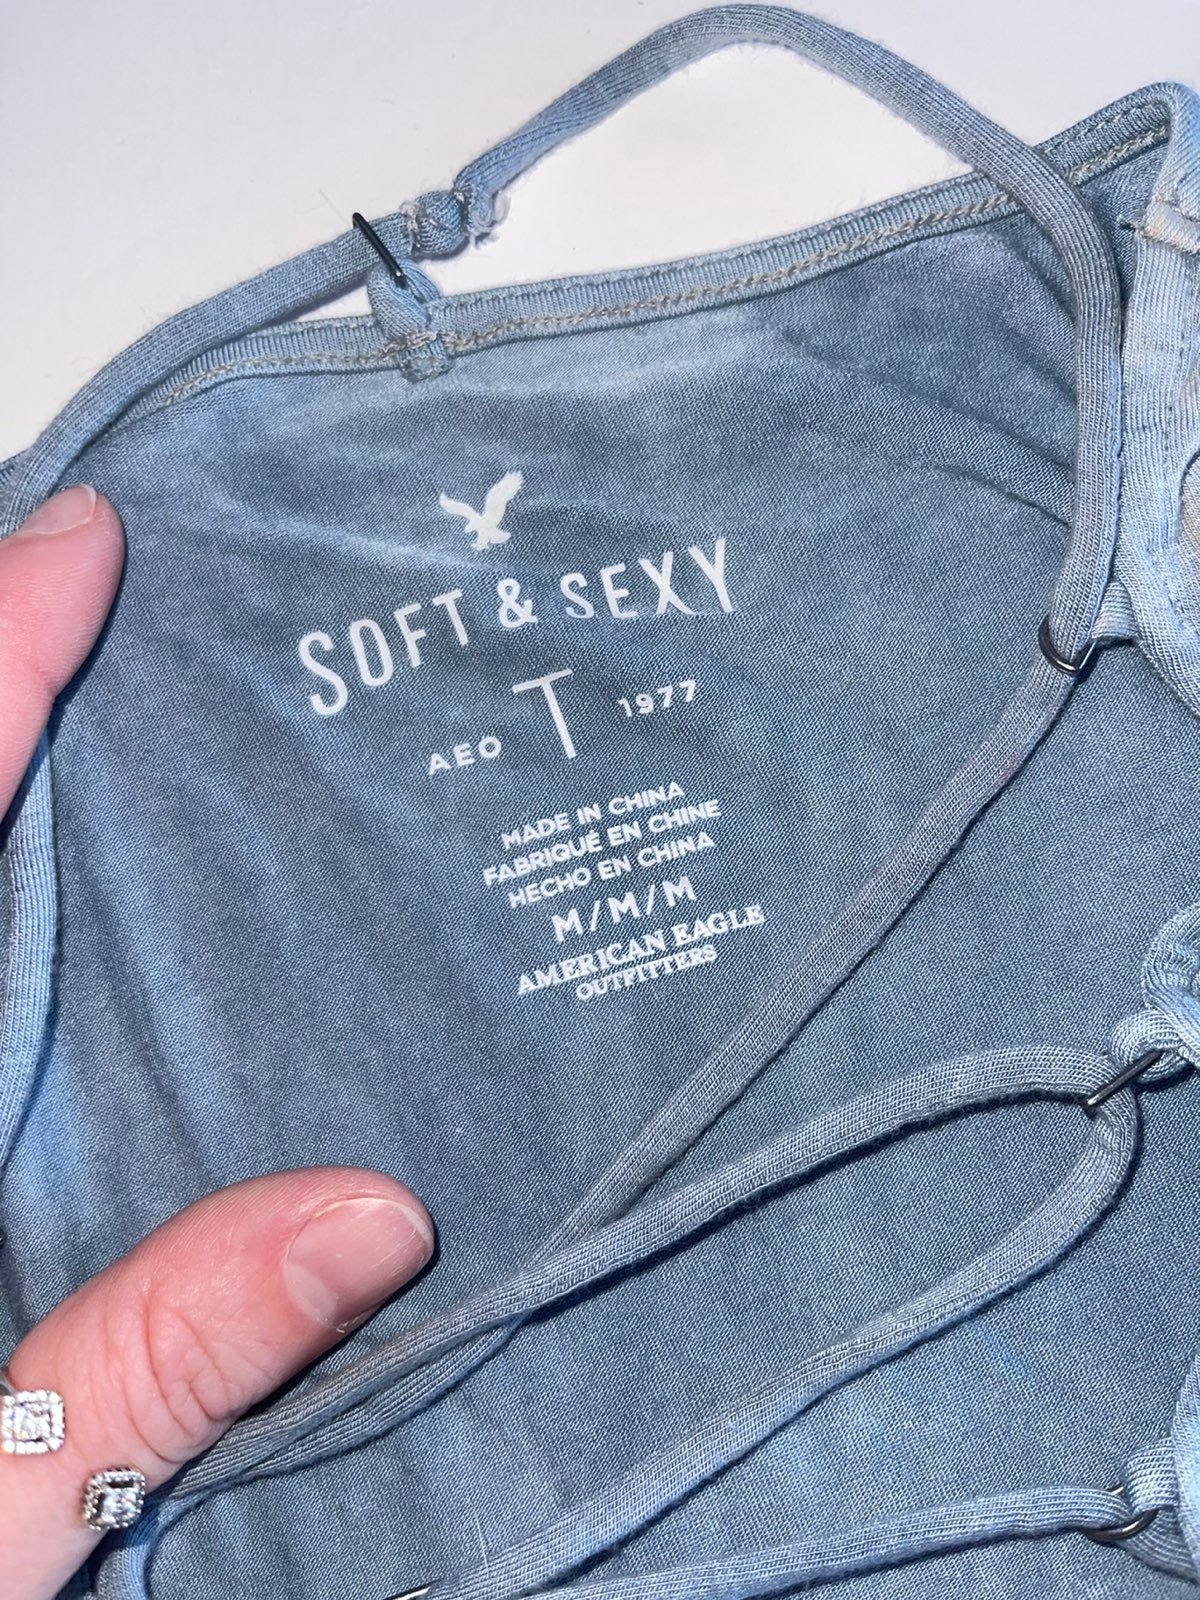 SOFT & SEXY
AEO T 1977
MADE IN CHINA
FABRIQUÉ EN CHINE
HECHO EN CHINA
M/M/M
AMERICAN EAGLE
OUTFITTERS